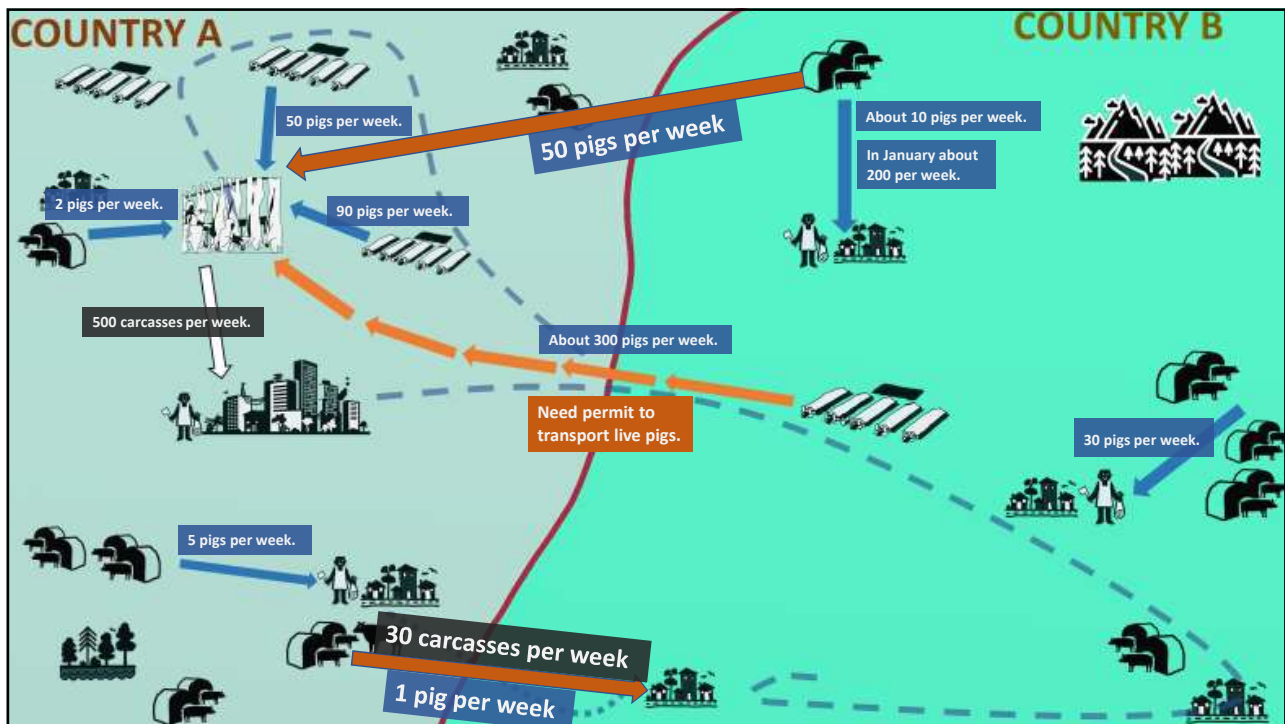 COUNTRY A
COUNTRY B
50 pigs per week.
50 pigs per week
About 10 pigs per week.
In January about
200 per week.
2 pigs per week.
90 pigs per week.
500 carcasses per week.
About 300 pigs per week.
Need permit to
transport live pigs.
30 pigs per week.
5 pigs per week.
30 carcasses per week
1 pig per week